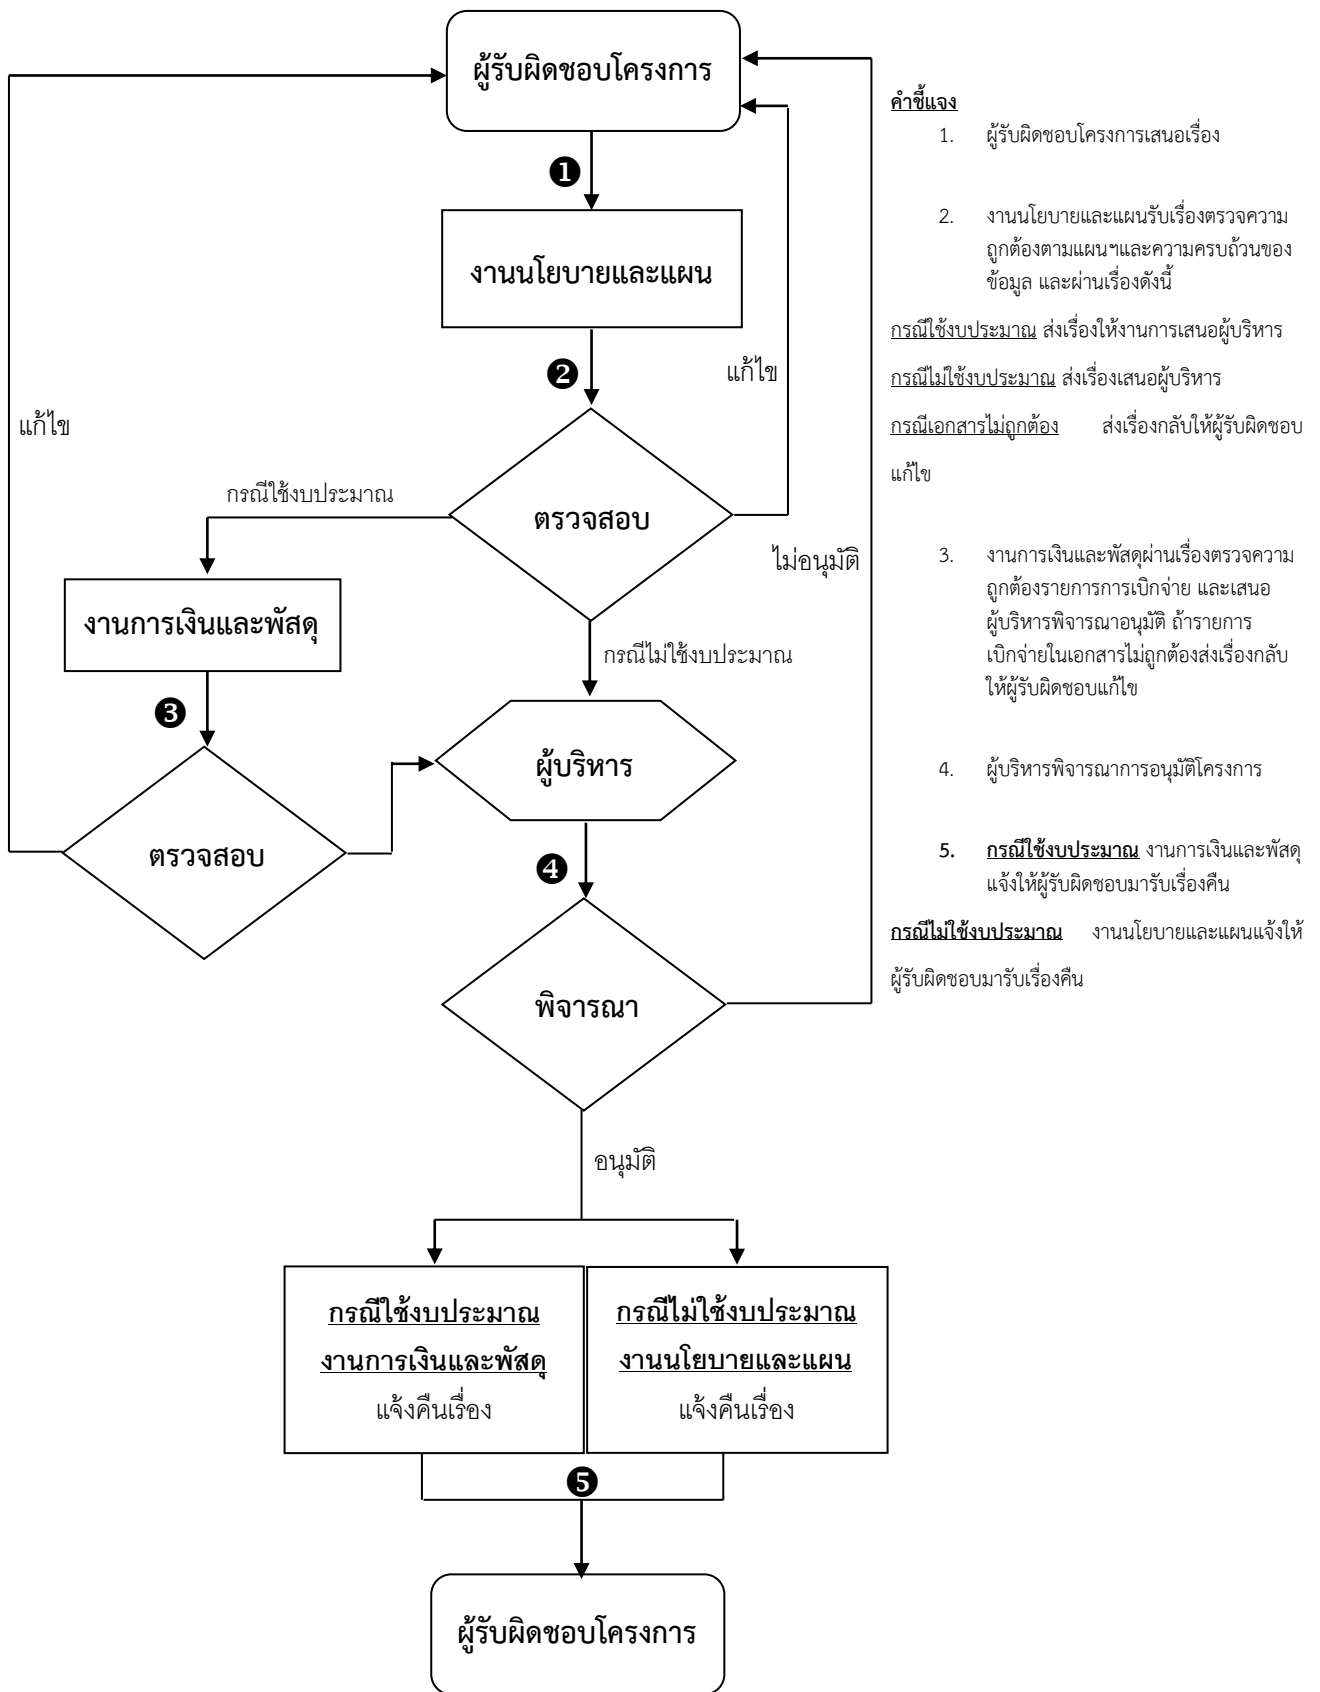 ผู้รับผิดชอบโครงการ
❶
งานนโยบายและแผน
❷
แก้ไข
แก้ไข
กรณีใช้งบประมาณ
ตรวจสอบ
ไม่อนุมัติ
งานการเงินและพัสดุ
กรณีไม่ใช้งบประมาณ
❸
ผู้บริหาร
ตรวจสอบ
❹
พิจารณา
อนุมัติ
กรณีใช้งบประมาณ
งานการเงินและพัสดุ
แจ้งคืนเรื่อง
กรณีไม่ใช้งบประมาณ
งานนโยบายและแผน
แจ้งคืนเรื่อง
❺
ผู้รับผิดชอบโครงการ
คำชี้แจง
1. ผู้รับผิดชอบโครงการเสนอเรื่อง
2. งานนโยบายและแผนรับเรื่องตรวจความ
ถูกต้องตามแผนฯและความครบถ้วนของ
ข้อมูล และผ่านเรื่องดังนี้
กรณีใช้งบประมาณ ส่งเรื่องให้งานการเสนอผู้บริหาร
กรณีไม่ใช้งบประมาณ ส่งเรื่องเสนอผู้บริหาร
กรณีเอกสารไม่ถูกต้อง ส่งเรื่องกลับให้ผู้รับผิดชอบ
แก้ไข
3. งานการเงินและพัสดุผ่านเรื่องตรวจความ
ถูกต้องรายการการเบิกจ่าย และเสนอ
ผู้บริหารพิจารณาอนุมัติ ถ้ารายการ
เบิกจ่ายในเอกสารไม่ถูกต้องส่งเรื่องกลับ
ให้ผู้รับผิดชอบแก้ไข
4. ผู้บริหารพิจารณาการอนุมัติโครงการ
5. กรณีใช้งบประมาณ งานการเงินและพัสดุ
แจ้งให้ผู้รับผิดชอบมารับเรื่องคืน
กรณีไม่ใช้งบประมาณ งานนโยบายและแผนแจ้งให้
ผู้รับผิดชอบมารับเรื่องคืน